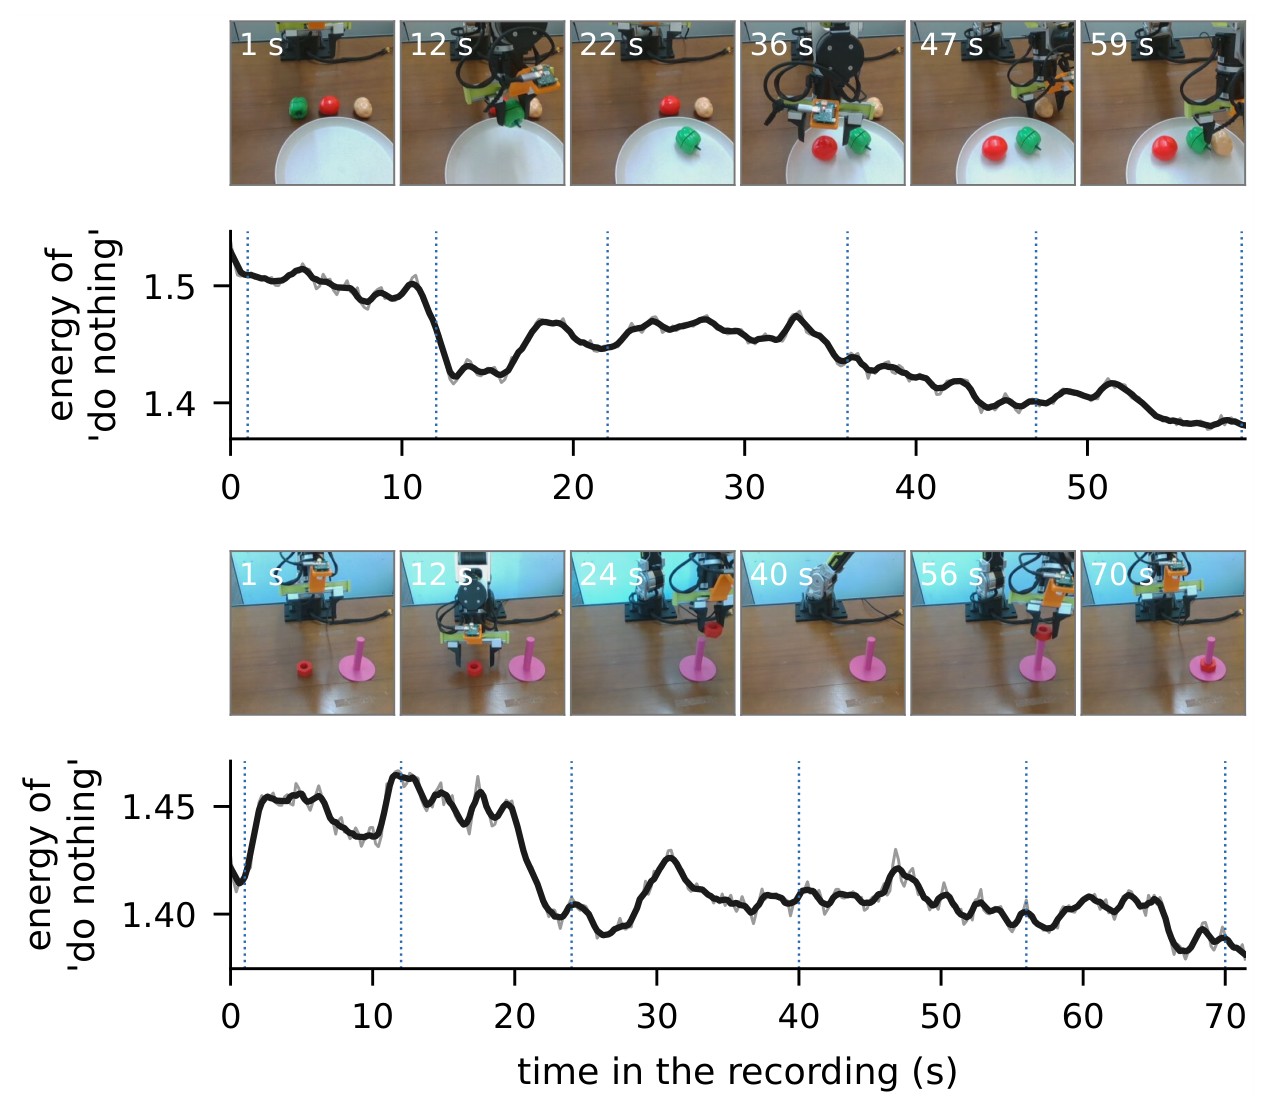 1 s 12 s 22 s 36 s 47 s 59 s
energy of
'do nothing'
1.5
1.4
0 10 20 30 40 50
1 s 12 s 24 s 40 s 56 s 70 s
energy of
'do nothing'
1.45
1.40
0 10 20 30 40 50 60 70
time in the recording (s)